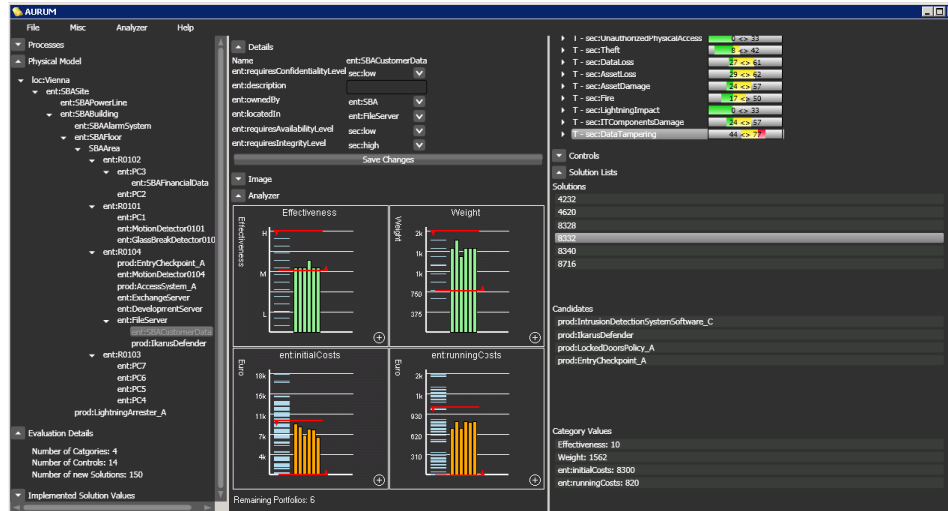 AURUM
File Misc Analyzer Help
Processes
Physical Model
loc:Vienna
ent:SBASite
ent:SBAPowerLine
ent:SBABuilding
ent:SBAAlarmSystem
ent:SBAFloor
SBAArea
ent:R0102
ent:PC3
ent:SBAFinancialData
ent:PC2
ent:R0101
ent:PC1
ent:MotionDetector0101
ent:GlassBreakDetector010
ent:R0104
prod:EntryCheckpoint_A
ent:MotionDetector0104
prod:AccessSystem_A
ent:ExchangeServer
ent:DevelopmentServer
ent:FileServer
ent:SBACustomerData
prod:IkarusDefender
ent:R0103
ent:PC7
ent:PC6
ent:PC5
ent:PC4
prod:LightningArrester_A
Evaluation Details
Number of Catgories: 4
Number of Controls: 14
Number of new Solutions: 150
Implemented Solution Values
Details
Name ent:SBACustomerData
ent:requiresConfidentialityLevel sec:low
ent:description
ent:ownedBy ent:SBA
ent:locatedIn ent:FileServer
ent:requiresAvailabilityLevel sec:low
ent:requiresIntegrityLevel sec:high
Save Changes
Image
Analyzer
Effectiveness
Effectiveness
H
M
L
Weight
Weight
2k
1k
1k
750
375
ent:initialCosts
Euro
18k
15k
11k
7k
4k
ent:runningCosts
Euro
2k
1k
930
620
310
Remaining Portfolios: 6
T - sec:UnauthorizedPhysicalAccess 0 <> 33
T - sec:Theft 8 <> 42
T - sec:DataLoss 27 <> 61
T - sec:AssetLoss 29 <> 62
T - sec:AssetDamage 24 <> 57
T - sec:Fire 17 <> 50
T - sec:LightningImpact 0 <> 33
T - sec:ITComponentsDamage 24 <> 57
T - sec:DataTampering 44 <> 77
Controls
Solution Lists
Solutions
4232
4620
8328
8332
8340
8716
Candidates
prod:IntrusionDetectionSystemSoftware_C
prod:IkarusDefender
prod:LockedDoorsPolicy_A
prod:EntryCheckpoint_A
Category Values
Effectiveness: 10
Weight: 1562
ent:initialCosts: 8300
ent:runningCosts: 820